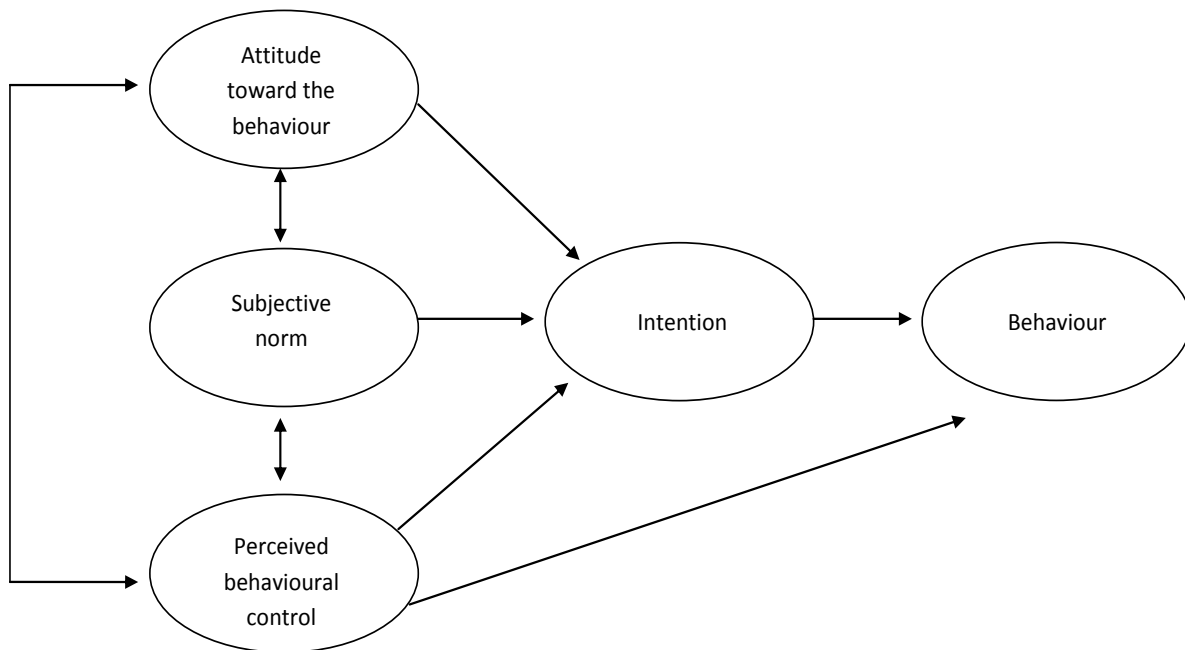 Attitude
toward the
behaviour
Subjective
norm
Intention
Behaviour
Perceived
behavioural
control